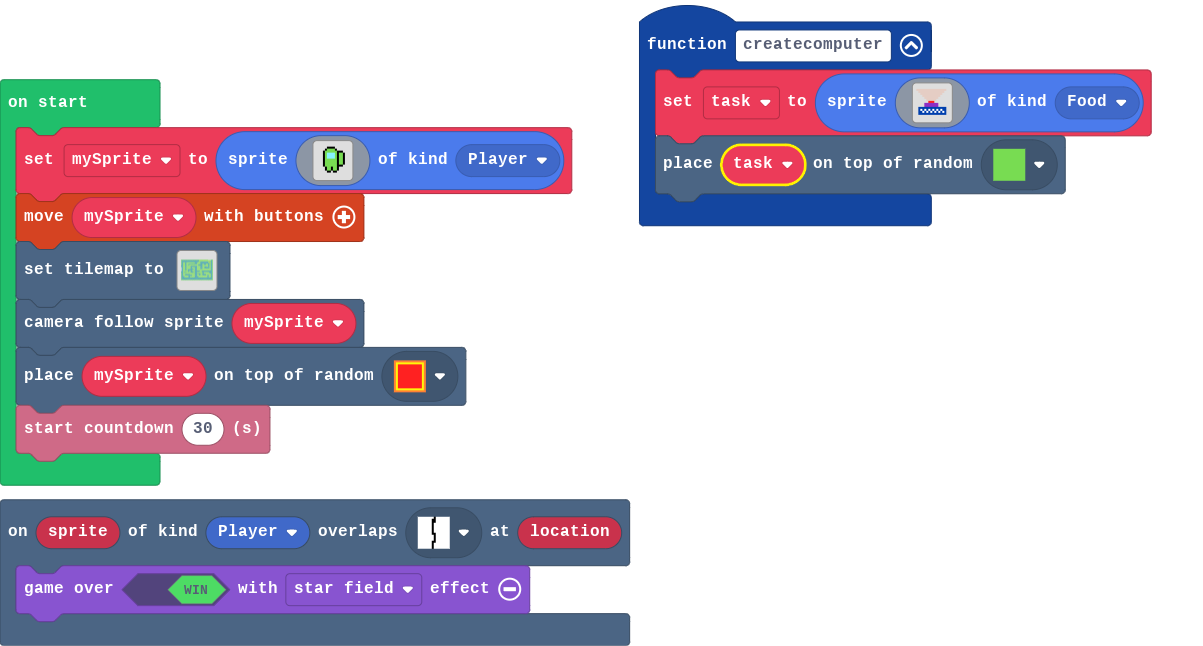 on start
set mySprite to sprite of kind Player
move mySprite with buttons
set tilemap to
camera follow sprite mySprite
place mySprite on top of random
start countdown 30 (s)
on sprite of kind Player overlaps at location
game over WIN with star field effect
function createcomputer
set task to sprite of kind Food
place task on top of random